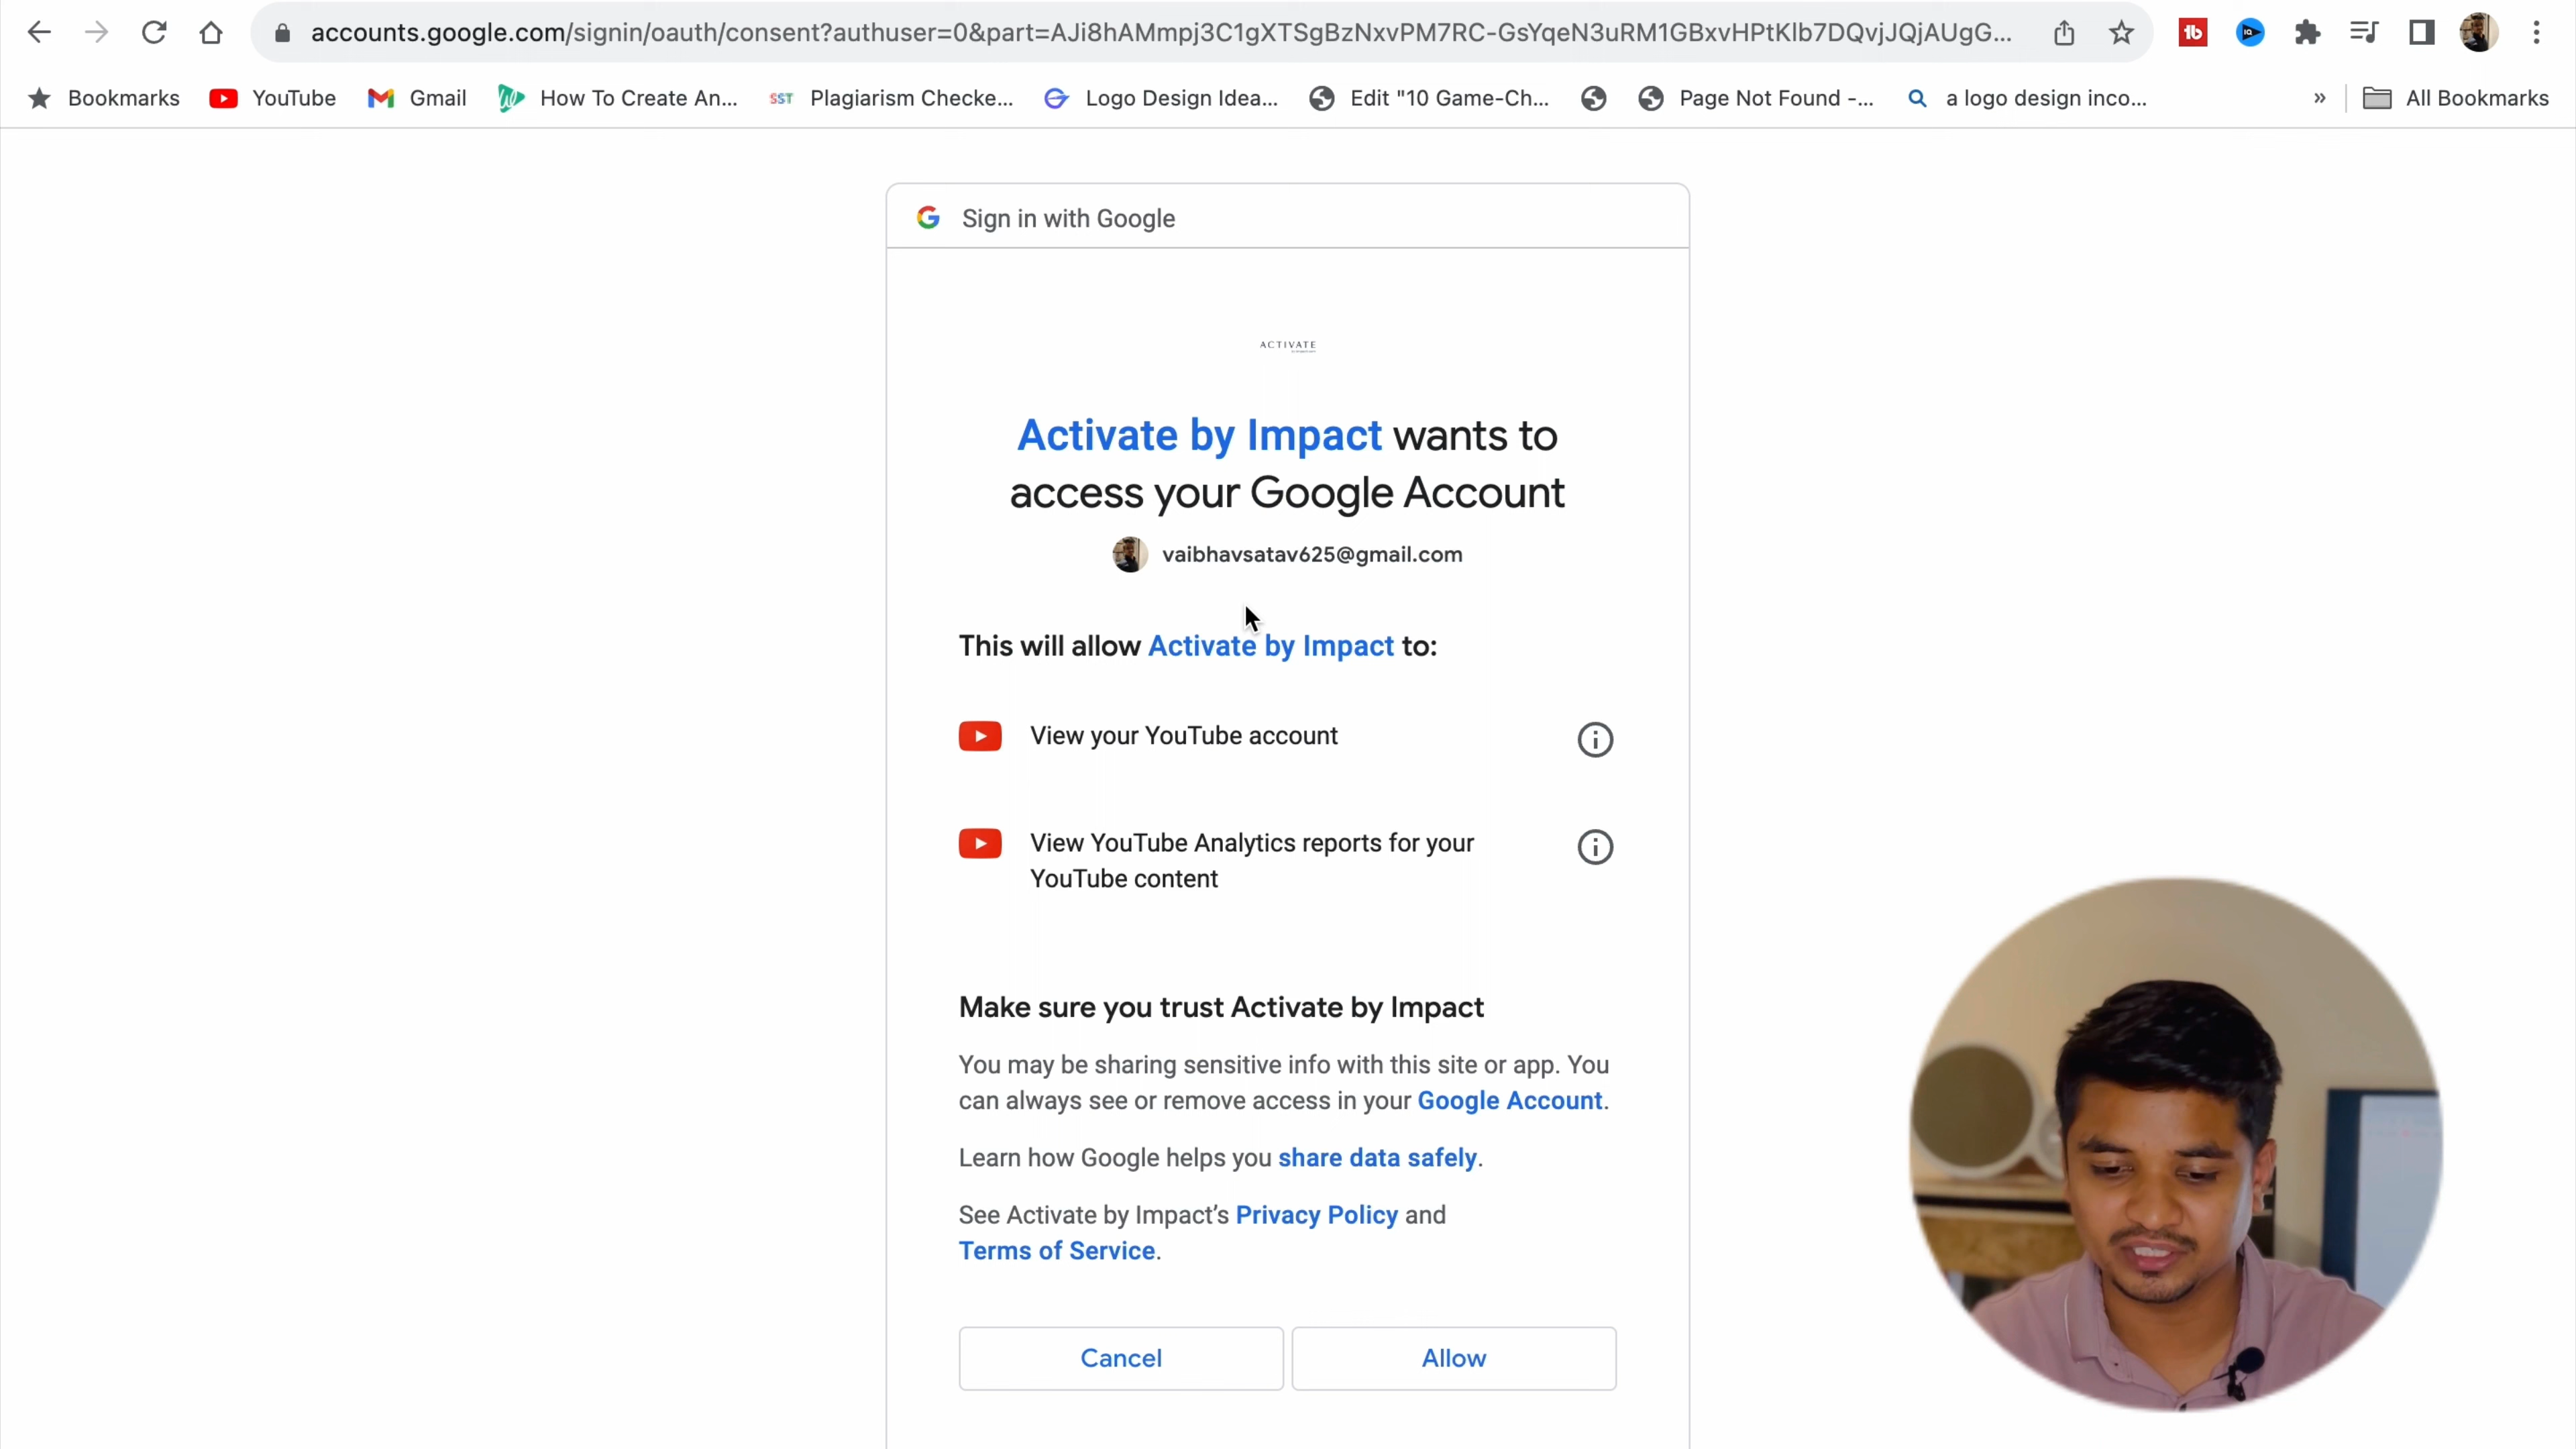 accounts.google.com/signin/oauth/consent?authuser=0&part=AJi8hAMmpj3C1gXTSgBzNxvPM7RC-GsYqeN3uRM1GBxvHPtKlb7DQvjJQjAUgG...
Bookmarks YouTube Gmail How To Create An... SST Plagiarism Checke... Logo Design Idea... Edit "10 Game-Ch... Page Not Found -... a logo design inco... » All Bookmarks
Sign in with Google
ACTIVATE
Activate by Impact wants to
access your Google Account
vaibhavsatav625@gmail.com
This will allow Activate by Impact to:
View your YouTube account
View YouTube Analytics reports for your
YouTube content
Make sure you trust Activate by Impact
You may be sharing sensitive info with this site or app. You
can always see or remove access in your Google Account.
Learn how Google helps you share data safely.
See Activate by Impact’s Privacy Policy and
Terms of Service.
Cancel Allow